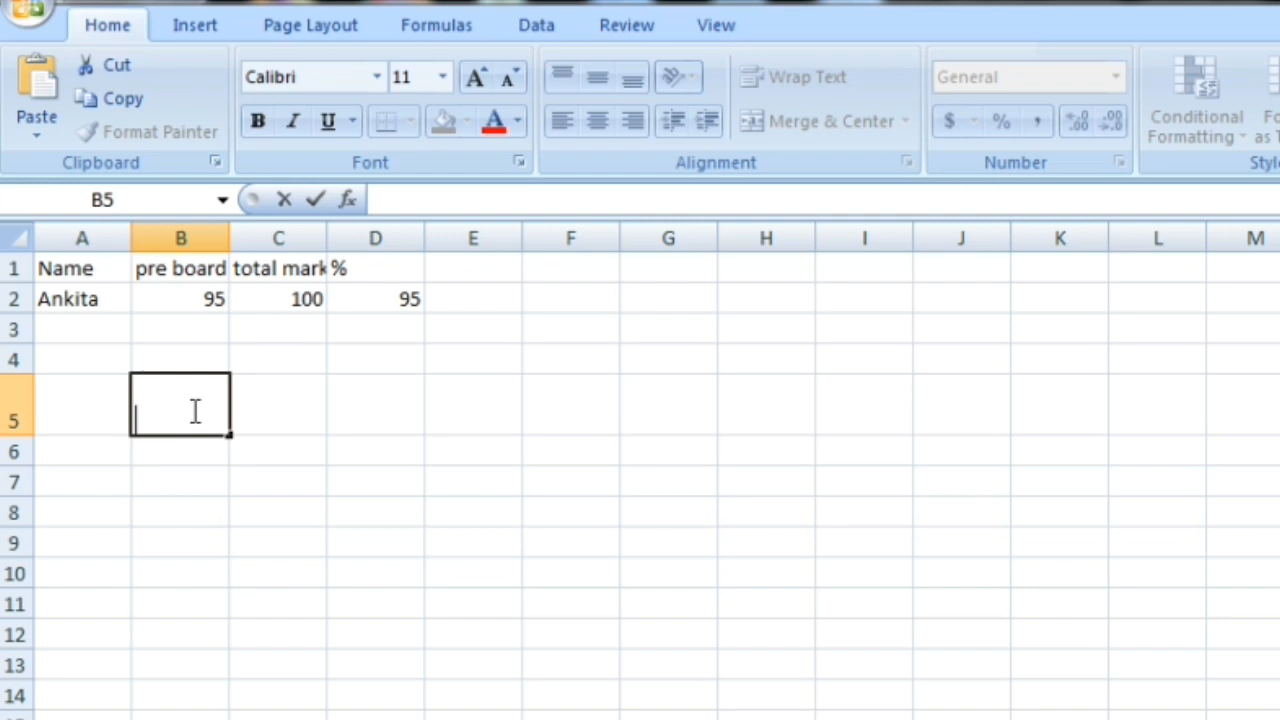 Home Insert Page Layout Formulas Data Review View
Cut
Copy
Format Painter
Paste
Clipboard
Calibri 11 A A
B I U A
Font
Wrap Text
Merge & Center
Alignment
General
$ % ,
Number
Conditional
Formatting
B5 fx
A B C D E F G H I J K L M
1 Name pre board total mark %
2 Ankita 95 100 95
3
4
5
6
7
8
9
10
11
12
13
14